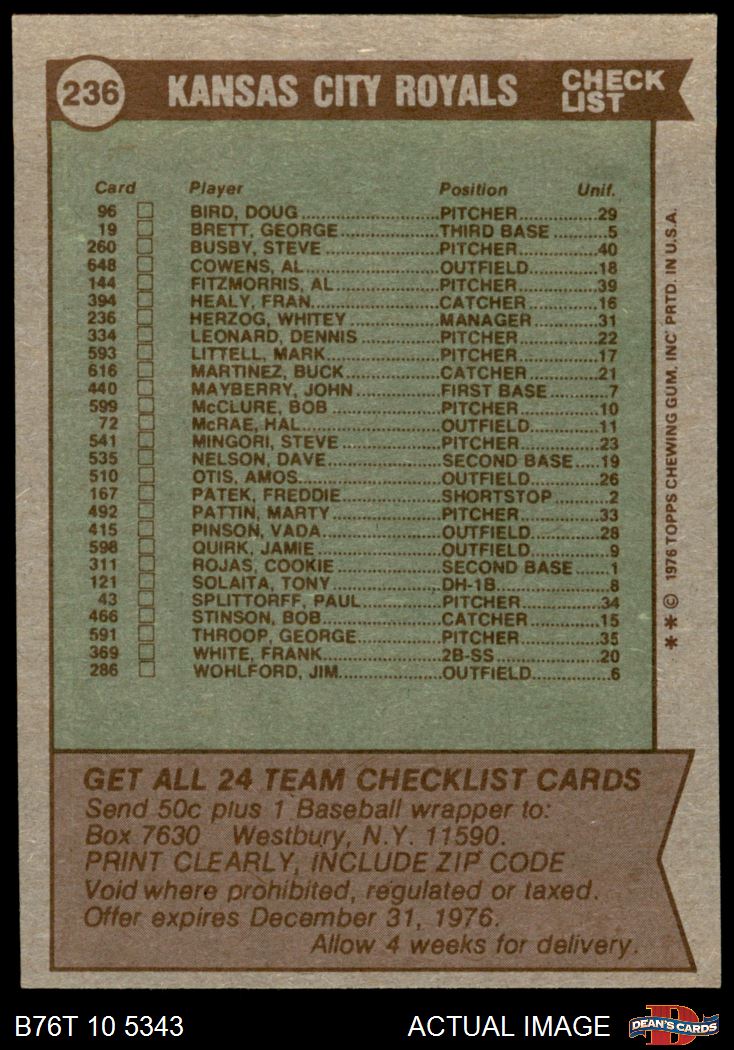 236 KANSAS CITY ROYALS CHECK LIST
Card Player Position Unif.
96 BIRD, DOUG PITCHER 29
19 BRETT, GEORGE THIRD BASE 5
260 BUSBY, STEVE PITCHER 40
648 COWENS, AL OUTFIELD 18
144 FITZMORRIS, AL PITCHER 39
394 HEALY, FRAN CATCHER 16
236 HERZOG, WHITEY MANAGER 31
334 LEONARD, DENNIS PITCHER 22
593 LITTELL, MARK PITCHER 17
616 MARTINEZ, BUCK CATCHER 21
440 MAYBERRY, JOHN FIRST BASE 7
599 McCLURE, BOB PITCHER 10
72 McRAE, HAL OUTFIELD 11
541 MINGORI, STEVE PITCHER 23
535 NELSON, DAVE SECOND BASE 19
510 OTIS, AMOS OUTFIELD 26
167 PATEK, FREDDIE SHORTSTOP 2
492 PATTIN, MARTY PITCHER 33
415 PINSON, VADA OUTFIELD 28
598 QUIRK, JAMIE OUTFIELD 9
311 ROJAS, COOKIE SECOND BASE 1
121 SOLAITA, TONY DH-1B 8
43 SPLITTORFF, PAUL PITCHER 34
466 STINSON, BOB CATCHER 15
591 THROOP, GEORGE PITCHER 35
369 WHITE, FRANK 2B-SS 20
286 WOHLFORD, JIM OUTFIELD 6
* * © 1976 TOPPS CHEWING GUM, INC PRTD. IN U.S.A.
GET ALL 24 TEAM CHECKLIST CARDS
Send 50c plus 1 Baseball wrapper to:
Box 7630 Westbury, N.Y. 11590.
PRINT CLEARLY, INCLUDE ZIP CODE
Void where prohibited, regulated or taxed.
Offer expires December 31, 1976.
Allow 4 weeks for delivery.
B76T 10 5343 ACTUAL IMAGE D DEAN'S CARDS